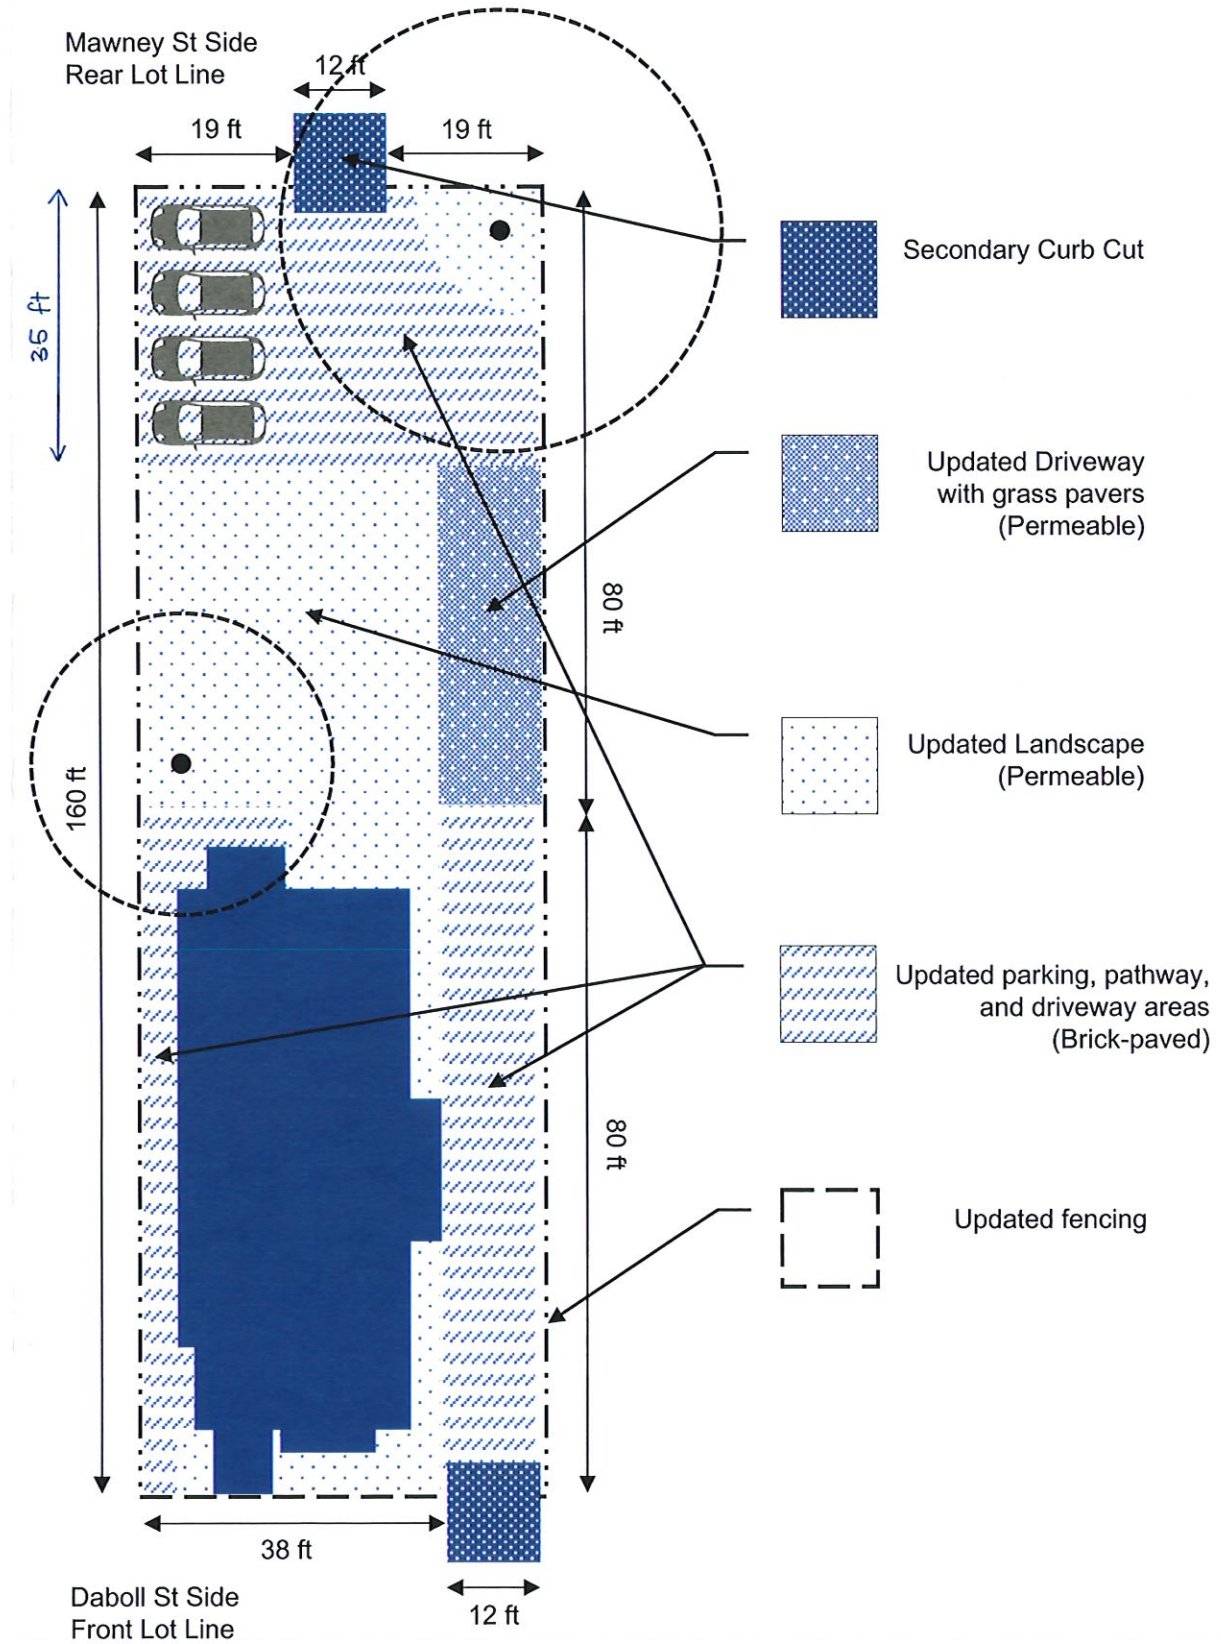 Mawney St Side
Rear Lot Line
12 ft
19 ft
19 ft
35 ft
Secondary Curb Cut
Updated Driveway
with grass pavers
(Permeable)
80 ft
Updated Landscape
(Permeable)
160 ft
Updated parking, pathway,
and driveway areas
(Brick-paved)
80 ft
Updated fencing
38 ft
Daboll St Side
Front Lot Line
12 ft